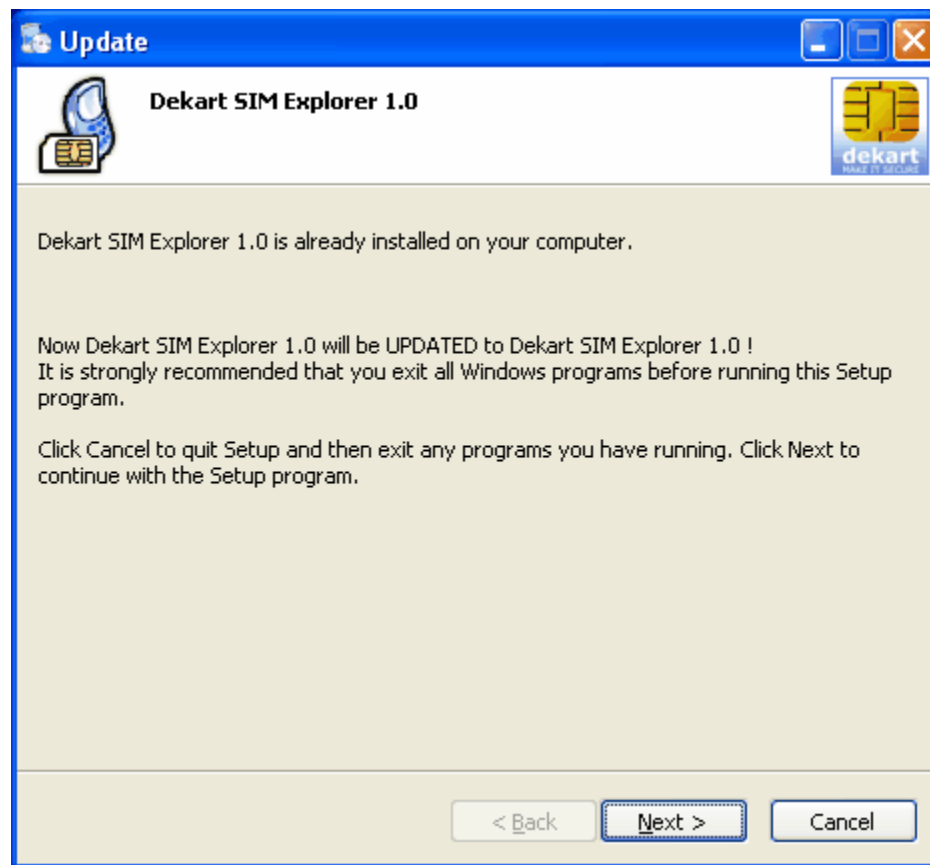 Update
Dekart SIM Explorer 1.0
dekart
MAKE IT SECURE
Dekart SIM Explorer 1.0 is already installed on your computer.
Now Dekart SIM Explorer 1.0 will be UPDATED to Dekart SIM Explorer 1.0 !
It is strongly recommended that you exit all Windows programs before running this Setup
program.
Click Cancel to quit Setup and then exit any programs you have running. Click Next to
continue with the Setup program.
< Back
Next >
Cancel